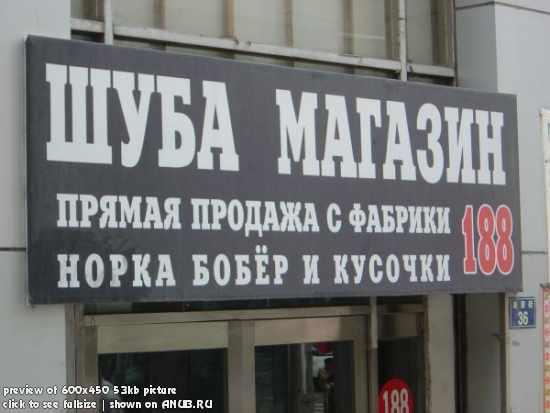 ШУБА МАГАЗИН
ПРЯМАЯ ПРОДАЖА С ФАБРИКИ
НОРКА БОБЁР И КУСОЧКИ
188
36
188
preview of 600x450 53kb picture
click to see fullsize | shown on ANUB.RU